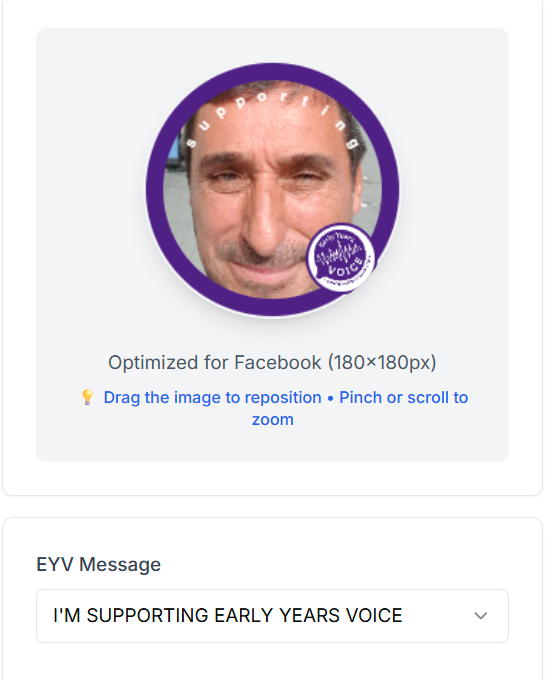 supporting
Early Years
VOICE
Optimized for Facebook (180×180px)
💡 Drag the image to reposition • Pinch or scroll to
zoom
EYV Message
I'M SUPPORTING EARLY YEARS VOICE